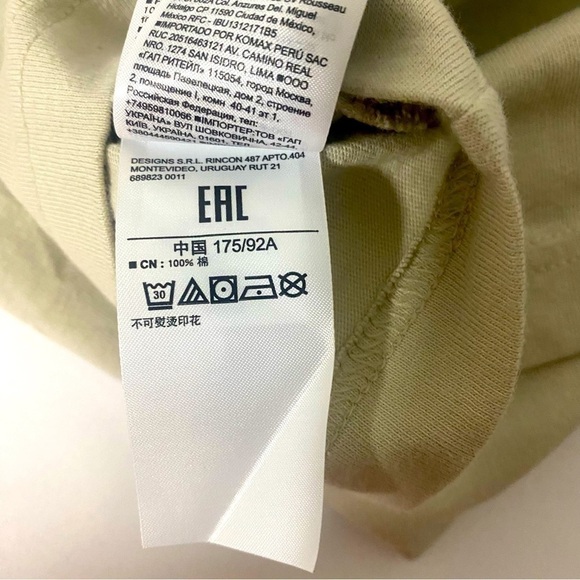 Rousseau
Hidalgo CP 11590 Ciudad de México,
México RFC - IBU1312171B5
■IMPORTADO POR KOMAX PERÚ SAC
RUC 20516463121 AV. CAMINO REAL
NRO. 1274 SAN ISIDRO, LIMA ■ООО
"ГАП РИТЕЙЛ" 115054, город Москва,
площадь Павелецкая, дом 2, строение
2, помещение I, комн 40-41 эт 1.
Российская Федерация, тел:
+74959810066 ■ІМПОРТЕР:ТОВ «ГАП
УКРАЇНА» ВУЛ ШОВКОВИЧНА, 42-44,
КИЇВ, УКРАЇНА, 01
DESIGNS S.R.L. RINCON 487 APTO.404
MONTEVIDEO, URUGUAY RUT 21
689823 0011
EAC
中国 175/92A
■ CN : 100% 棉
30
不可熨烫印花